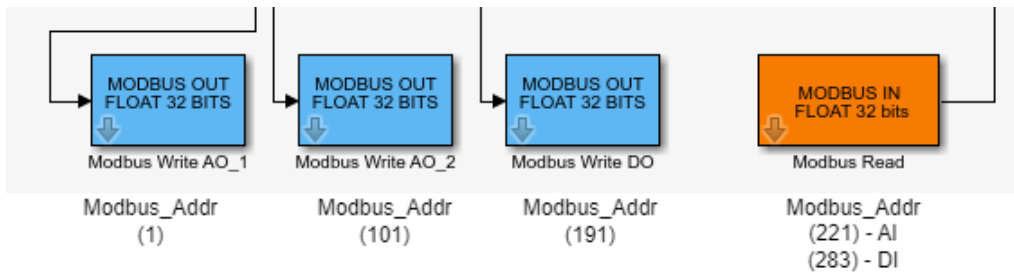 MODBUS OUT
FLOAT 32 BITS
Modbus Write AO_1
Modbus_Addr
(1)
MODBUS OUT
FLOAT 32 BITS
Modbus Write AO_2
Modbus_Addr
(101)
MODBUS OUT
FLOAT 32 BITS
Modbus Write DO
Modbus_Addr
(191)
MODBUS IN
FLOAT 32 bits
Modbus Read
Modbus_Addr
(221) - AI
(283) - DI